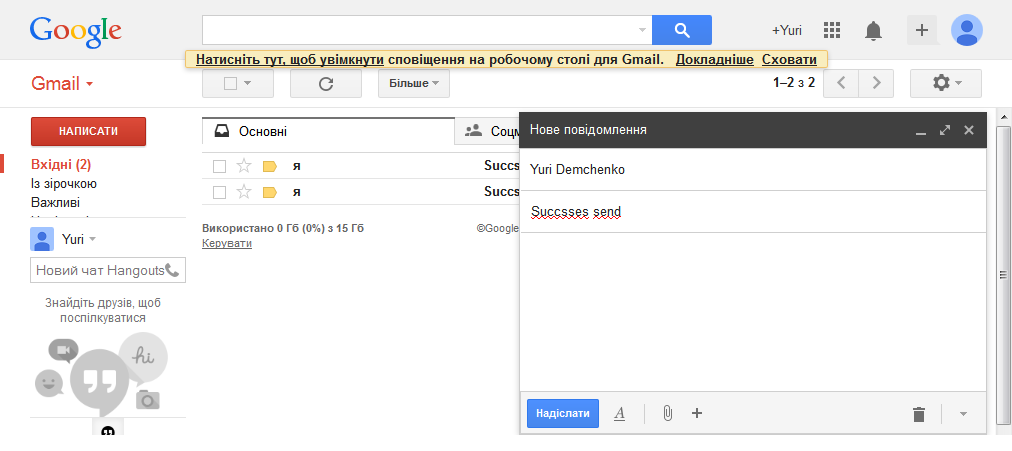 Google
+Yuri
Натисніть тут, щоб увімкнути сповіщення на робочому столі для Gmail. Докладніше Сховати
Gmail
Більше
1–2 з 2
НАПИСАТИ
Вхідні (2)
Із зірочкою
Важливі
Yuri
Новий чат Hangouts
Знайдіть друзів, щоб
поспілкуватися
hi
Основні
Соцм
я Succs
я Succs
Використано 0 Гб (0%) з 15 Гб
Керувати
©Google
Нове повідомлення
Yuri Demchenko
Succsses send
Надіслати
A